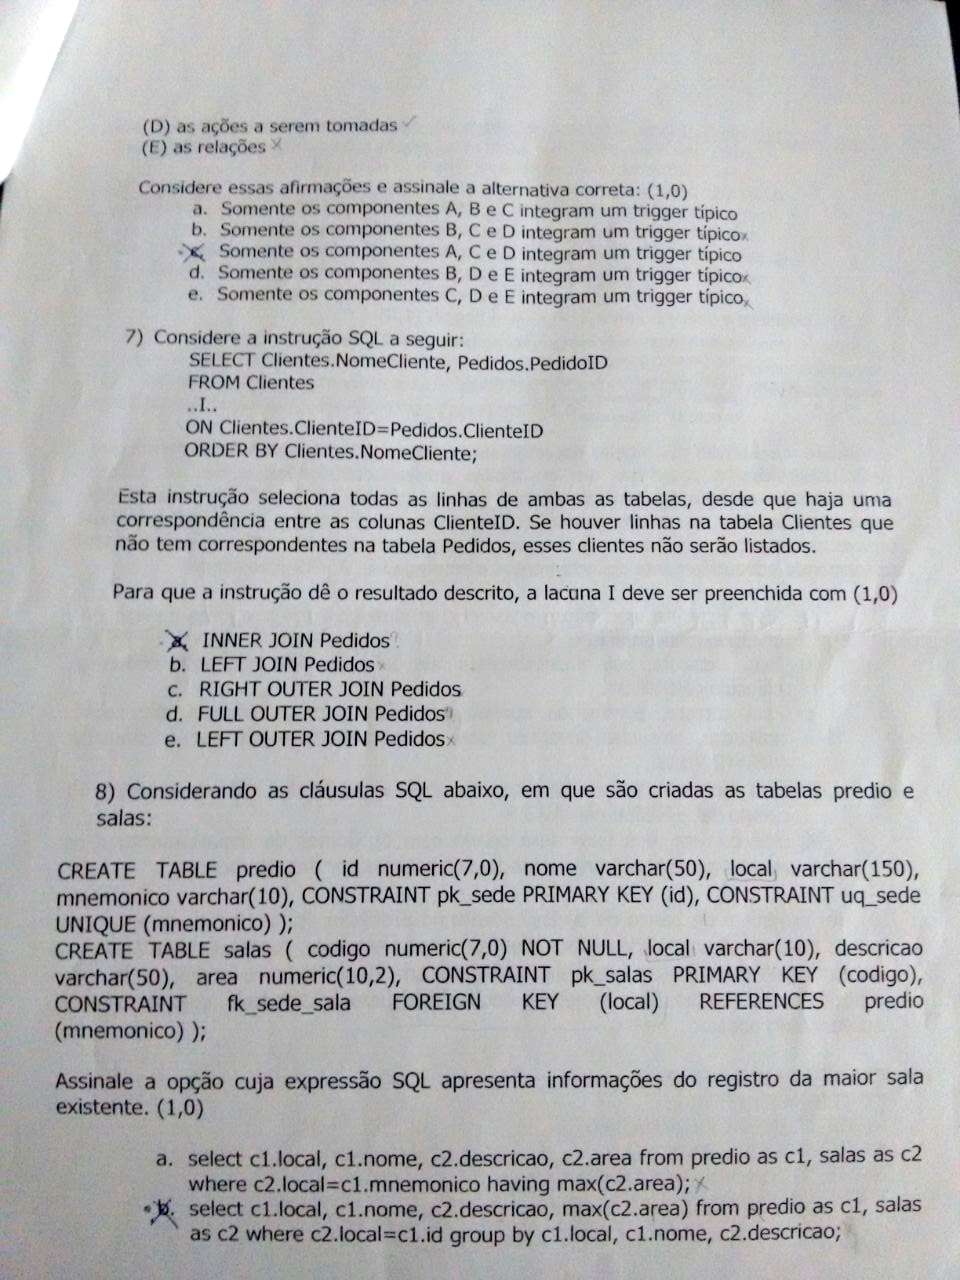 (D) as ações a serem tomadas
(E) as relações
Considere essas afirmações e assinale a alternativa correta: (1,0)
a. Somente os componentes A, B e C integram um trigger típico
b. Somente os componentes B, C e D integram um trigger típico
c. Somente os componentes A, C e D integram um trigger típico
d. Somente os componentes B, D e E integram um trigger típico
e. Somente os componentes C, D e E integram um trigger típico
7) Considere a instrução SQL a seguir:
SELECT Clientes.NomeCliente, Pedidos.PedidoID
FROM Clientes
..I..
ON Clientes.ClienteID=Pedidos.ClienteID
ORDER BY Clientes.NomeCliente;
Esta instrução seleciona todas as linhas de ambas as tabelas, desde que haja uma
correspondência entre as colunas ClienteID. Se houver linhas na tabela Clientes que
não tem correspondentes na tabela Pedidos, esses clientes não serão listados.
Para que a instrução dê o resultado descrito, a lacuna I deve ser preenchida com (1,0)
a. INNER JOIN Pedidos
b. LEFT JOIN Pedidos
c. RIGHT OUTER JOIN Pedidos
d. FULL OUTER JOIN Pedidos
e. LEFT OUTER JOIN Pedidos
8) Considerando as cláusulas SQL abaixo, em que são criadas as tabelas predio e
salas:
CREATE TABLE predio ( id numeric(7,0), nome varchar(50), local varchar(150),
mnemonico varchar(10), CONSTRAINT pk_sede PRIMARY KEY (id), CONSTRAINT uq_sede
UNIQUE (mnemonico) );
CREATE TABLE salas ( codigo numeric(7,0) NOT NULL, local varchar(10), descricao
varchar(50), area numeric(10,2), CONSTRAINT pk_salas PRIMARY KEY (codigo),
CONSTRAINT fk_sede_sala FOREIGN KEY (local) REFERENCES predio
(mnemonico) );
Assinale a opção cuja expressão SQL apresenta informações do registro da maior sala
existente. (1,0)
a. select c1.local, c1.nome, c2.descricao, c2.area from predio as c1, salas as c2
where c2.local=c1.mnemonico having max(c2.area);
b. select c1.local, c1.nome, c2.descricao, max(c2.area) from predio as c1, salas
as c2 where c2.local=c1.id group by c1.local, c1.nome, c2.descricao;